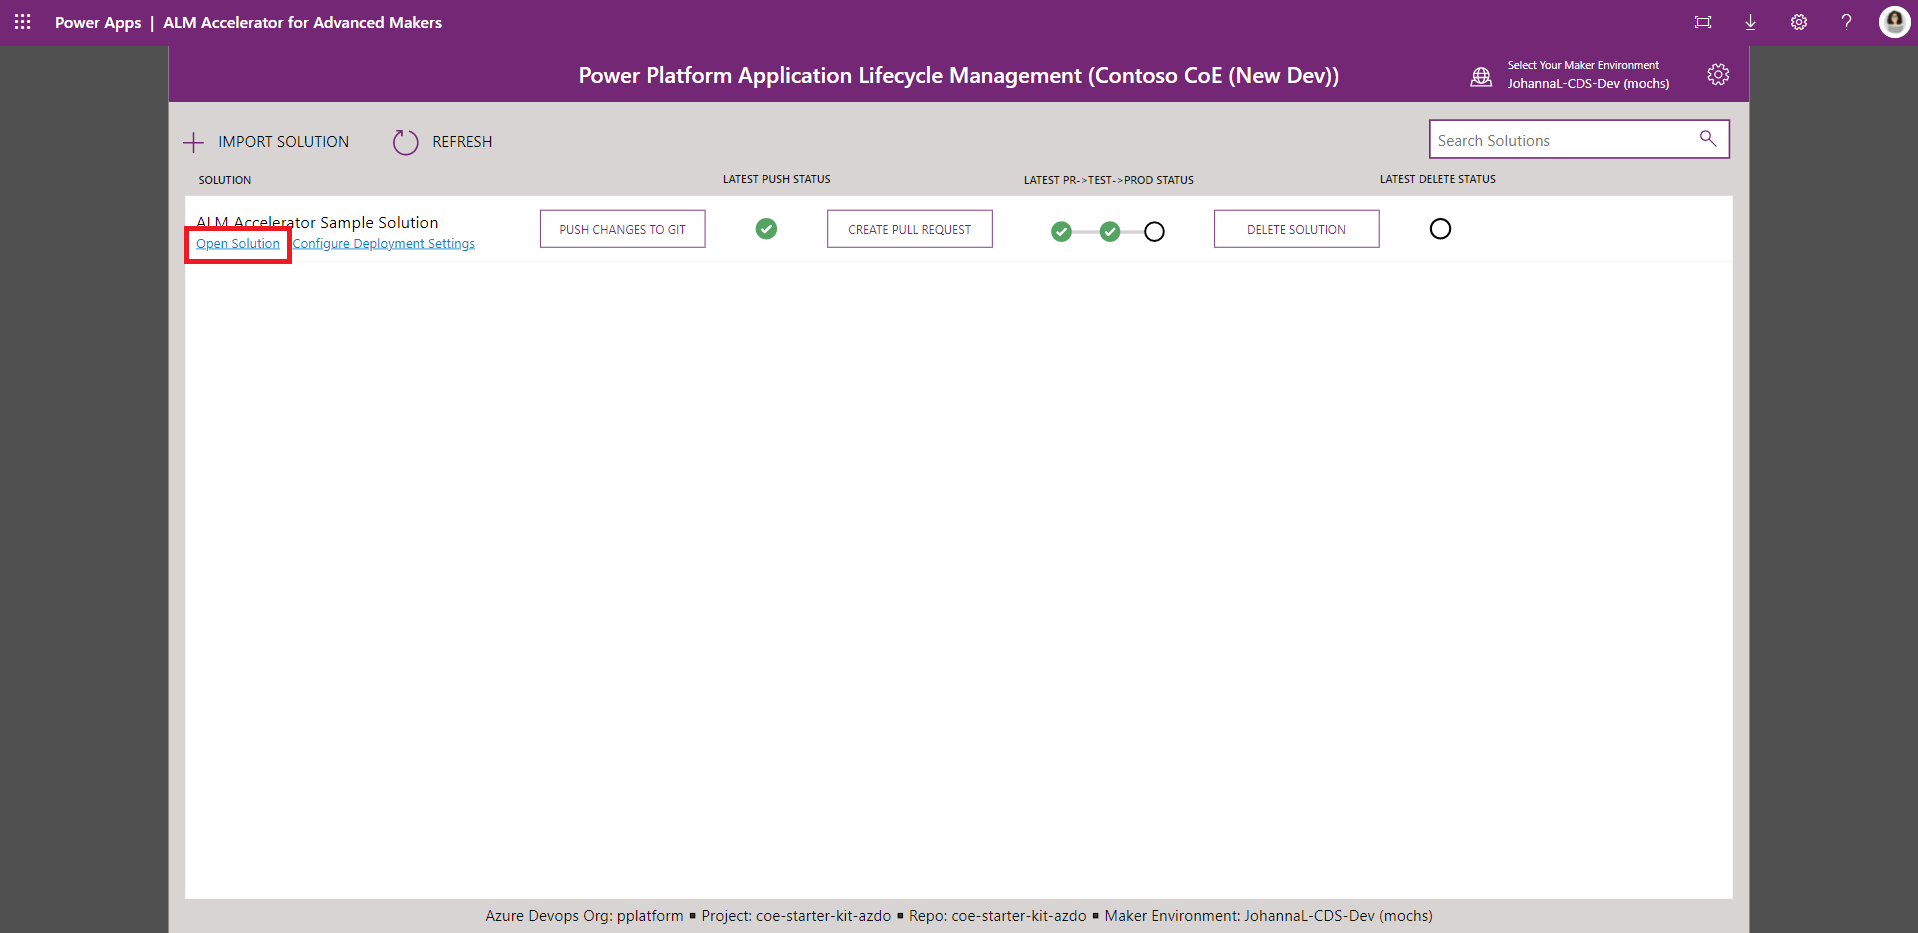 Power Apps | ALM Accelerator for Advanced Makers
Power Platform Application Lifecycle Management (Contoso CoE (New Dev))
Select Your Maker Environment
JohannaL-CDS-Dev (mochs)
IMPORT SOLUTION REFRESH
Search Solutions
SOLUTION LATEST PUSH STATUS LATEST PR->TEST->PROD STATUS LATEST DELETE STATUS
ALM Accelerator Sample Solution
Open Solution Configure Deployment Settings
PUSH CHANGES TO GIT CREATE PULL REQUEST DELETE SOLUTION
Azure Devops Org: pplatform ▪ Project: coe-starter-kit-azdo ▪ Repo: coe-starter-kit-azdo ▪ Maker Environment: JohannaL-CDS-Dev (mochs)